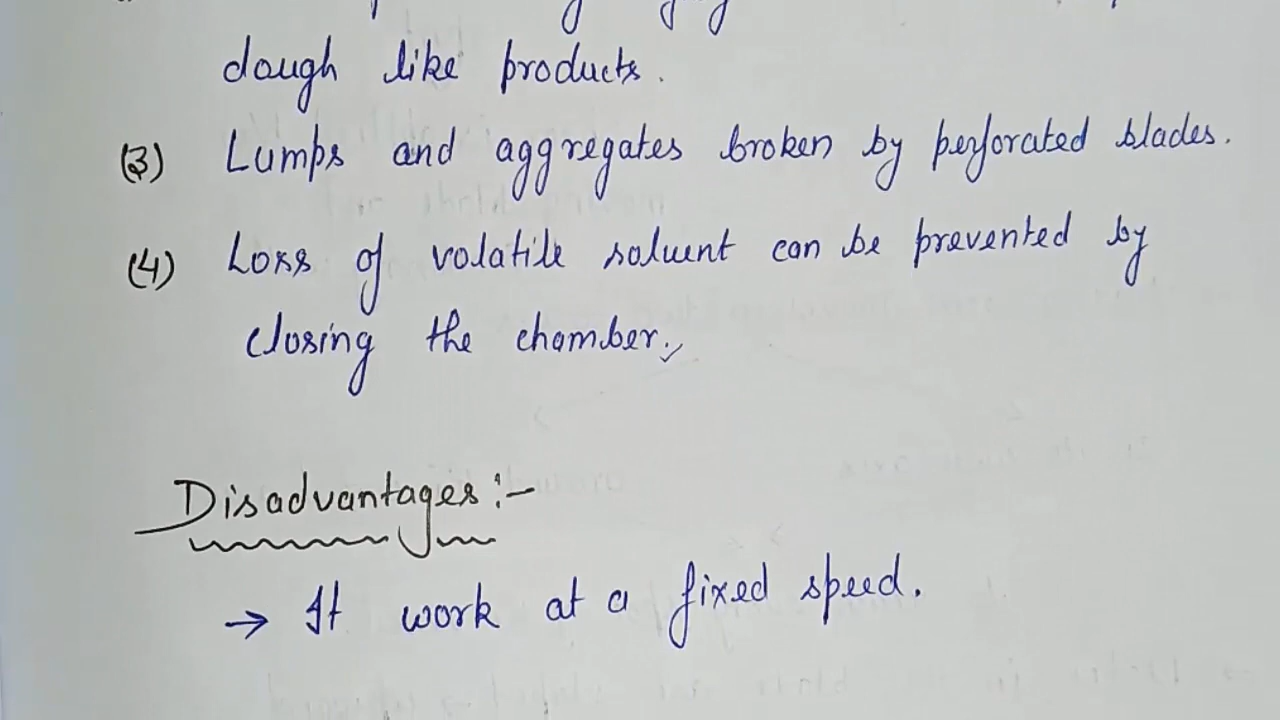 dough like products.
(3) Lumps and aggregates broken by perforated blades.
(4) Loss of volatile solvent can be prevented by
closing the chamber.
Disadvantages :-
→ It work at a fixed speed.